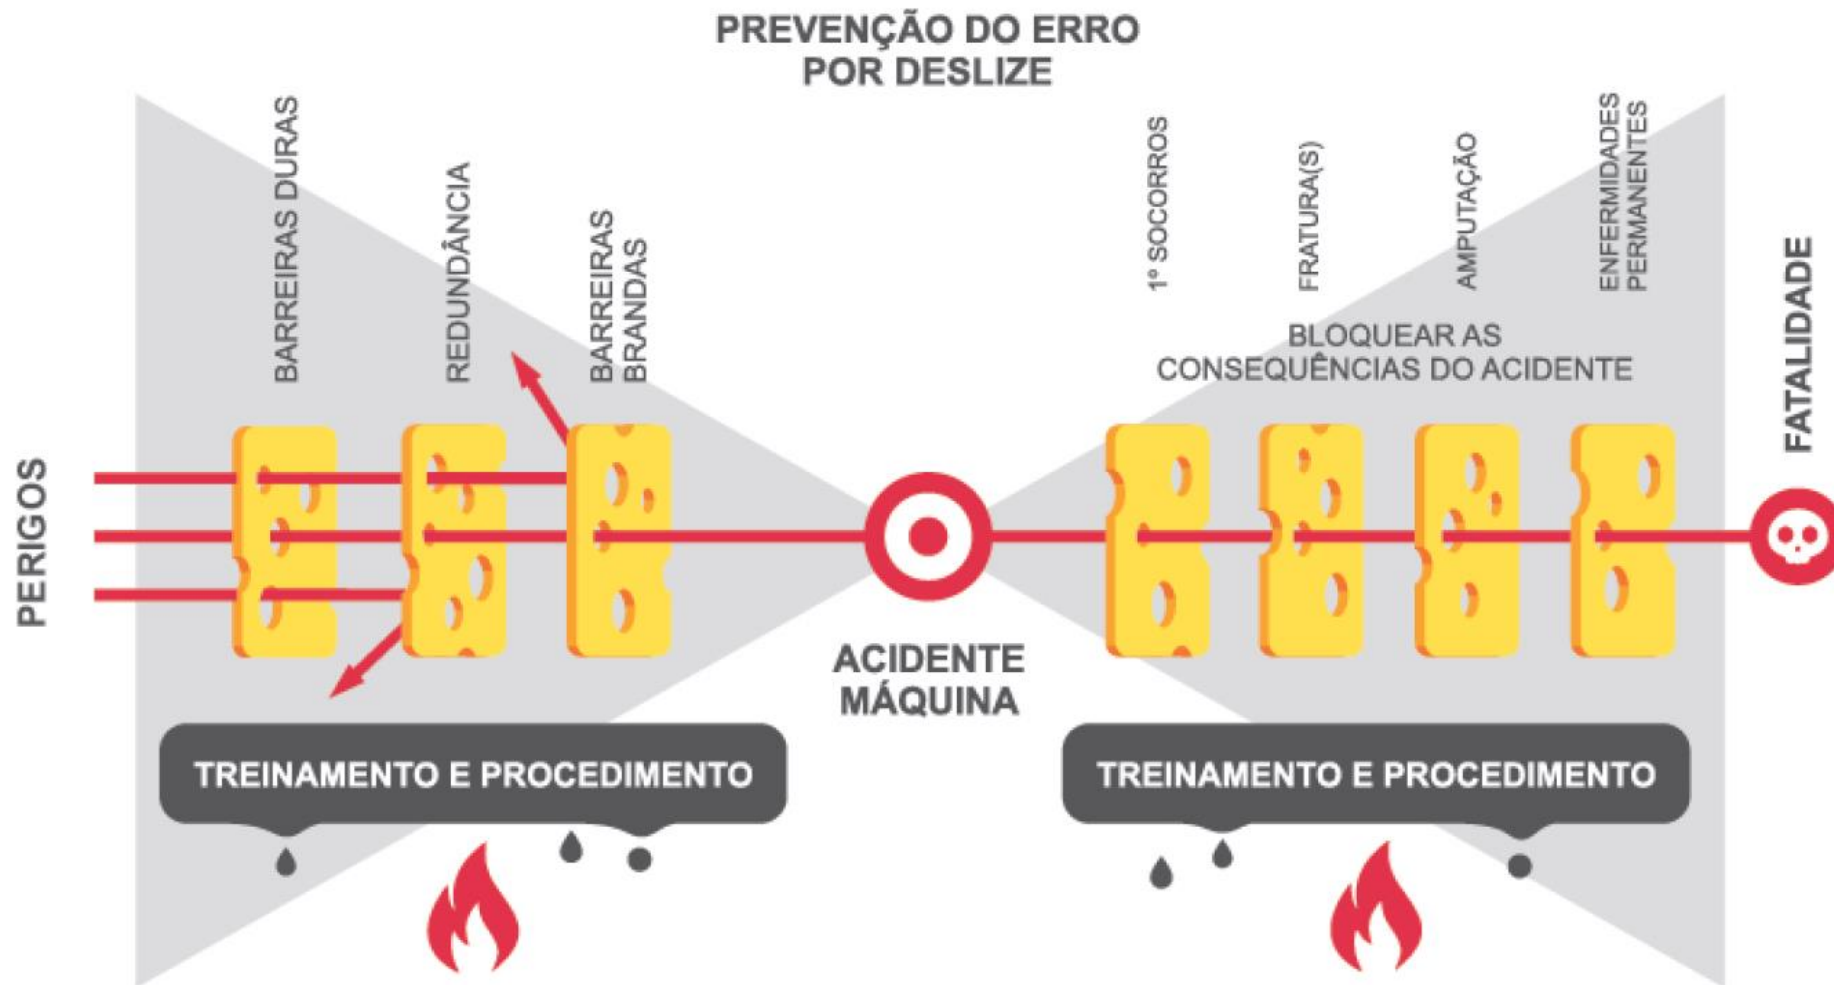 PREVENÇÃO DO ERRO
POR DESLIZE
BARREIRAS DURAS
REDUNDÂNCIA
BARREIRAS
BRANDAS
1º SOCORROS
FRATURA(S)
AMPUTAÇÃO
ENFERMIDADES
PERMANENTES
BLOQUEAR AS
CONSEQUÊNCIAS DO ACIDENTE
PERIGOS
FATALIDADE
ACIDENTE
MÁQUINA
TREINAMENTO E PROCEDIMENTO
TREINAMENTO E PROCEDIMENTO